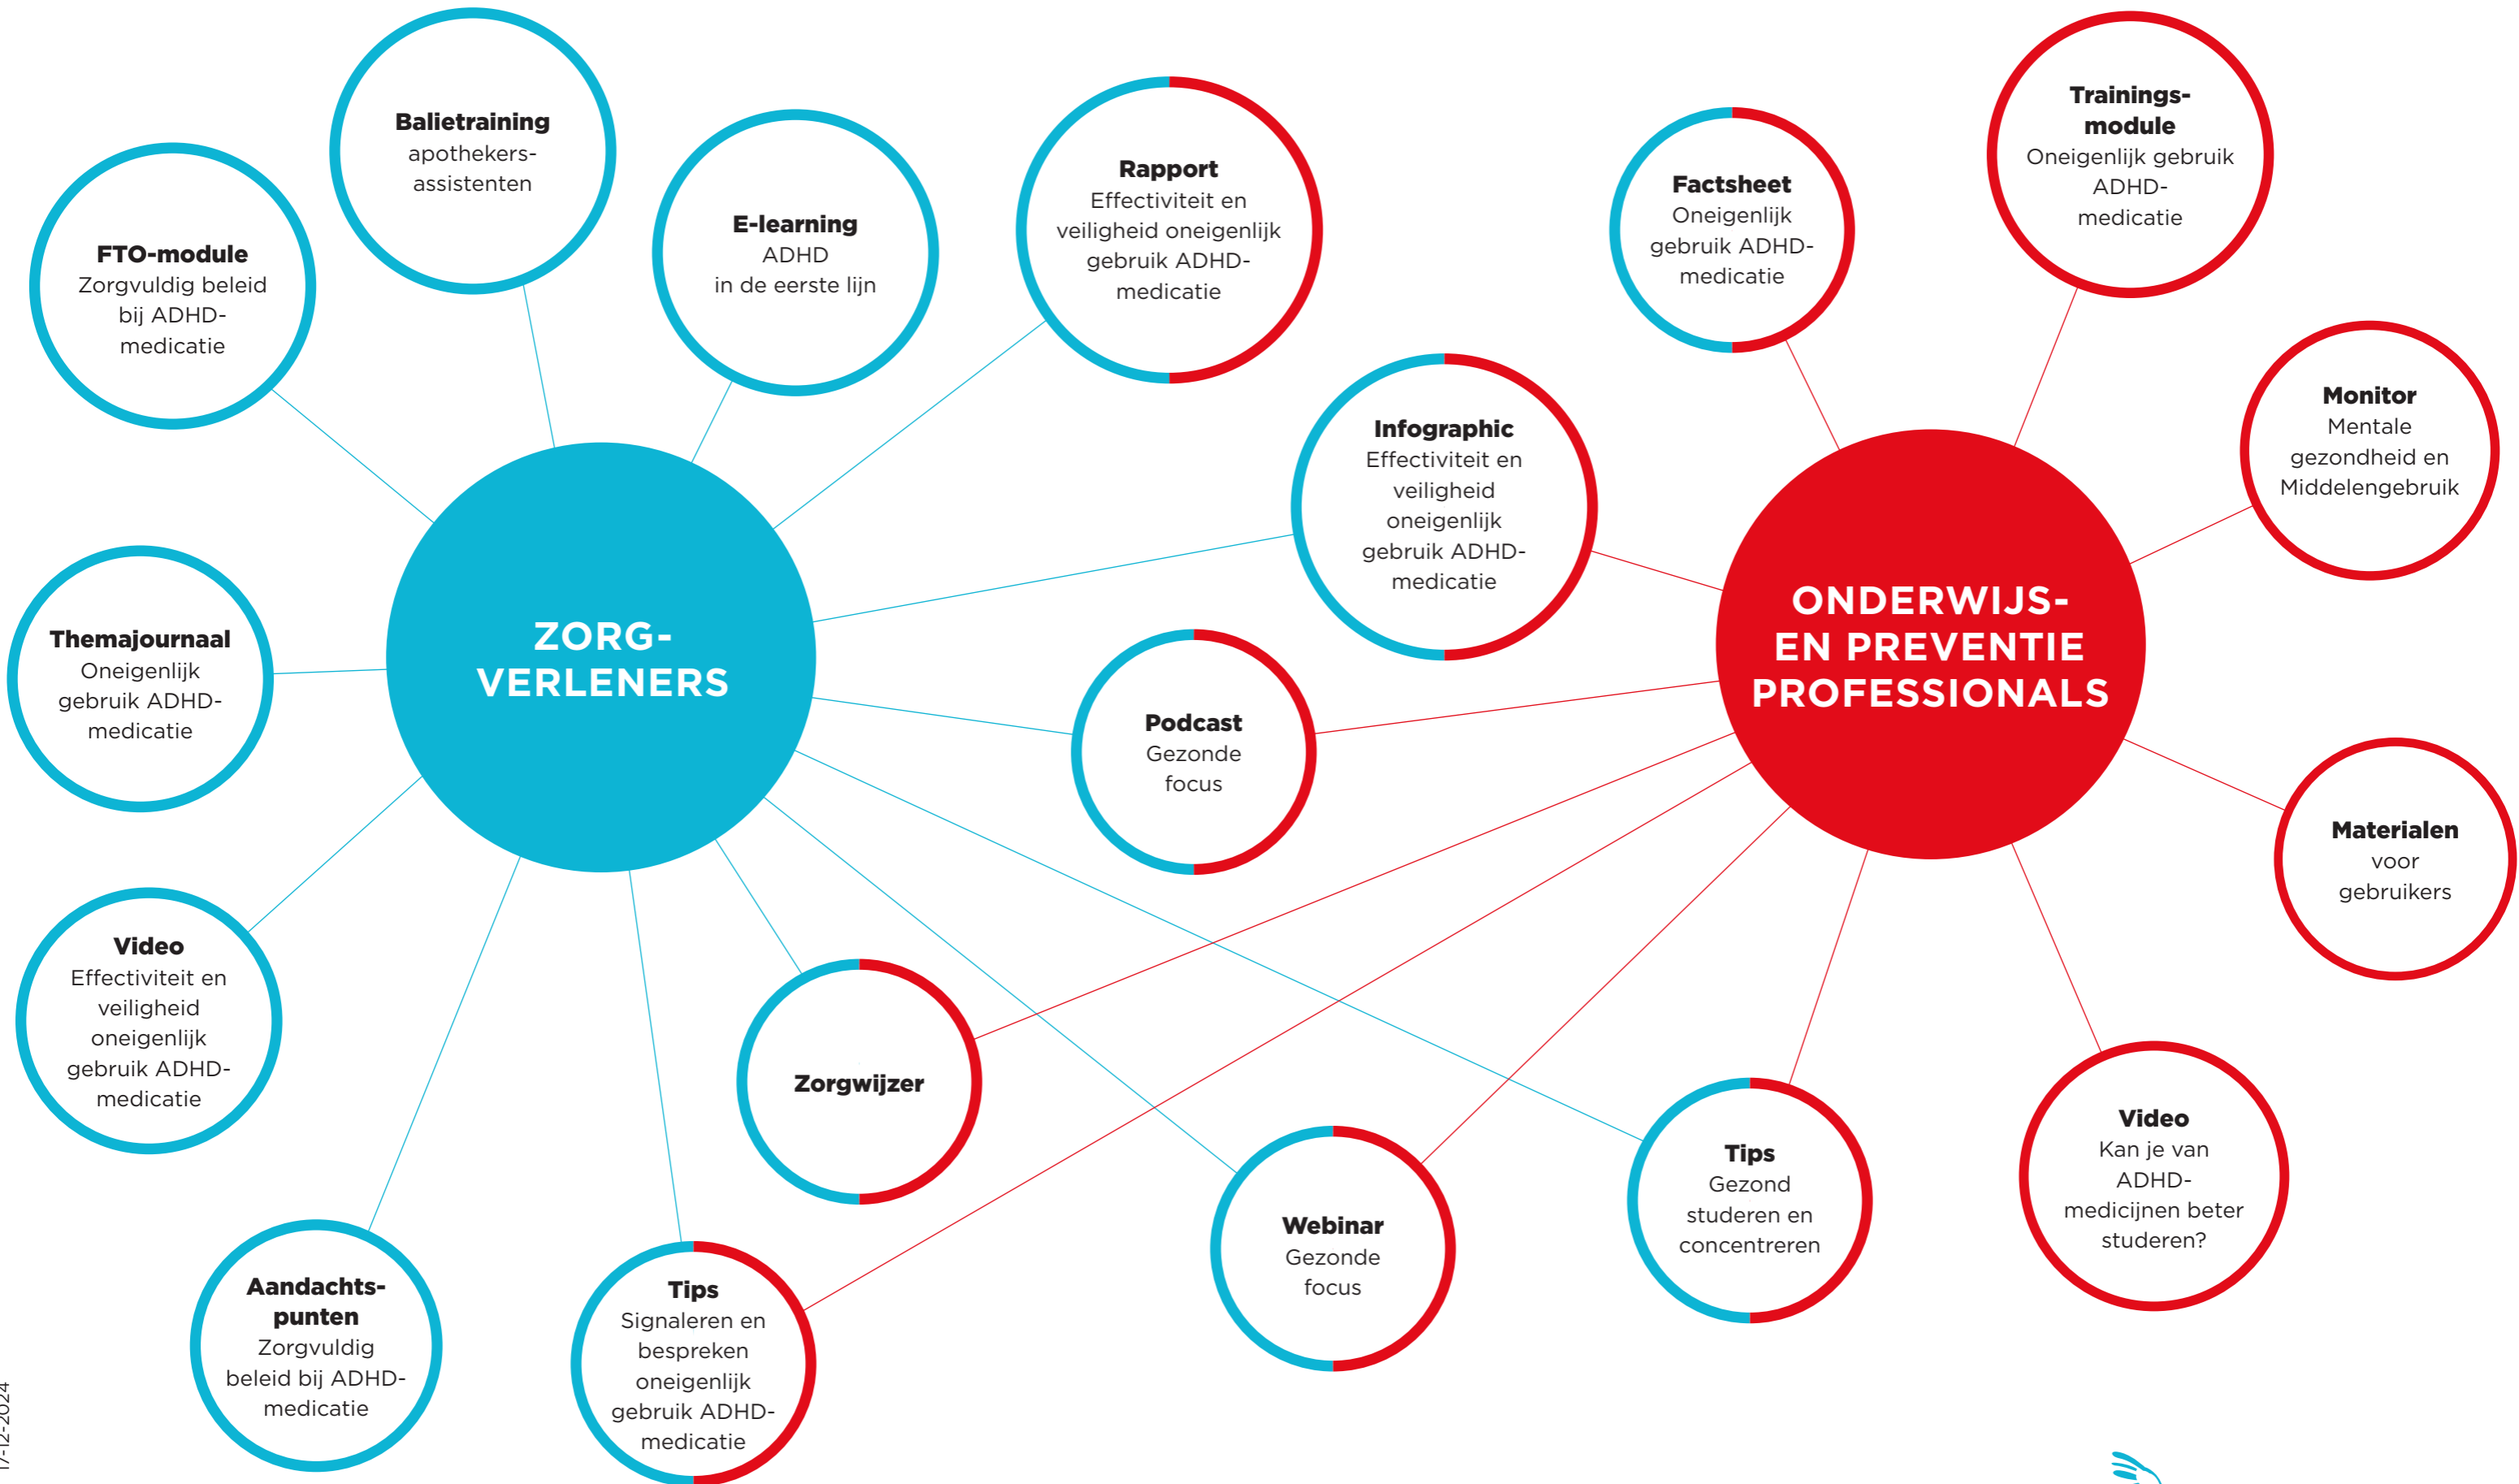 Balietraining
apothekers-
assistenten
FTO-module
Zorgvuldig beleid
bij ADHD-
medicatie
E-learning
ADHD
in de eerste lijn
Rapport
Effectiviteit en
veiligheid oneigenlijk
gebruik ADHD-
medicatie
Factsheet
Oneigenlijk
gebruik ADHD-
medicatie
Trainings-
module
Oneigenlijk gebruik
ADHD-
medicatie
Infographic
Effectiviteit en
veiligheid
oneigenlijk
gebruik ADHD-
medicatie
Monitor
Mentale
gezondheid en
Middelengebruik
Themajournaal
Oneigenlijk
gebruik ADHD-
medicatie
ZORG-
VERLENERS
ONDERWIJS-
EN PREVENTIE
PROFESSIONALS
Podcast
Gezonde
focus
Materialen
voor
gebruikers
Video
Effectiviteit en
veiligheid
oneigenlijk
gebruik ADHD-
medicatie
Zorgwijzer
Aandachts-
punten
Zorgvuldig
beleid bij ADHD-
medicatie
Tips
Signaleren en
bespreken
oneigenlijk
gebruik ADHD-
medicatie
Webinar
Gezonde
focus
Tips
Gezond
studeren en
concentreren
Video
Kan je van
ADHD-
medicijnen beter
studeren?
17-12-2024